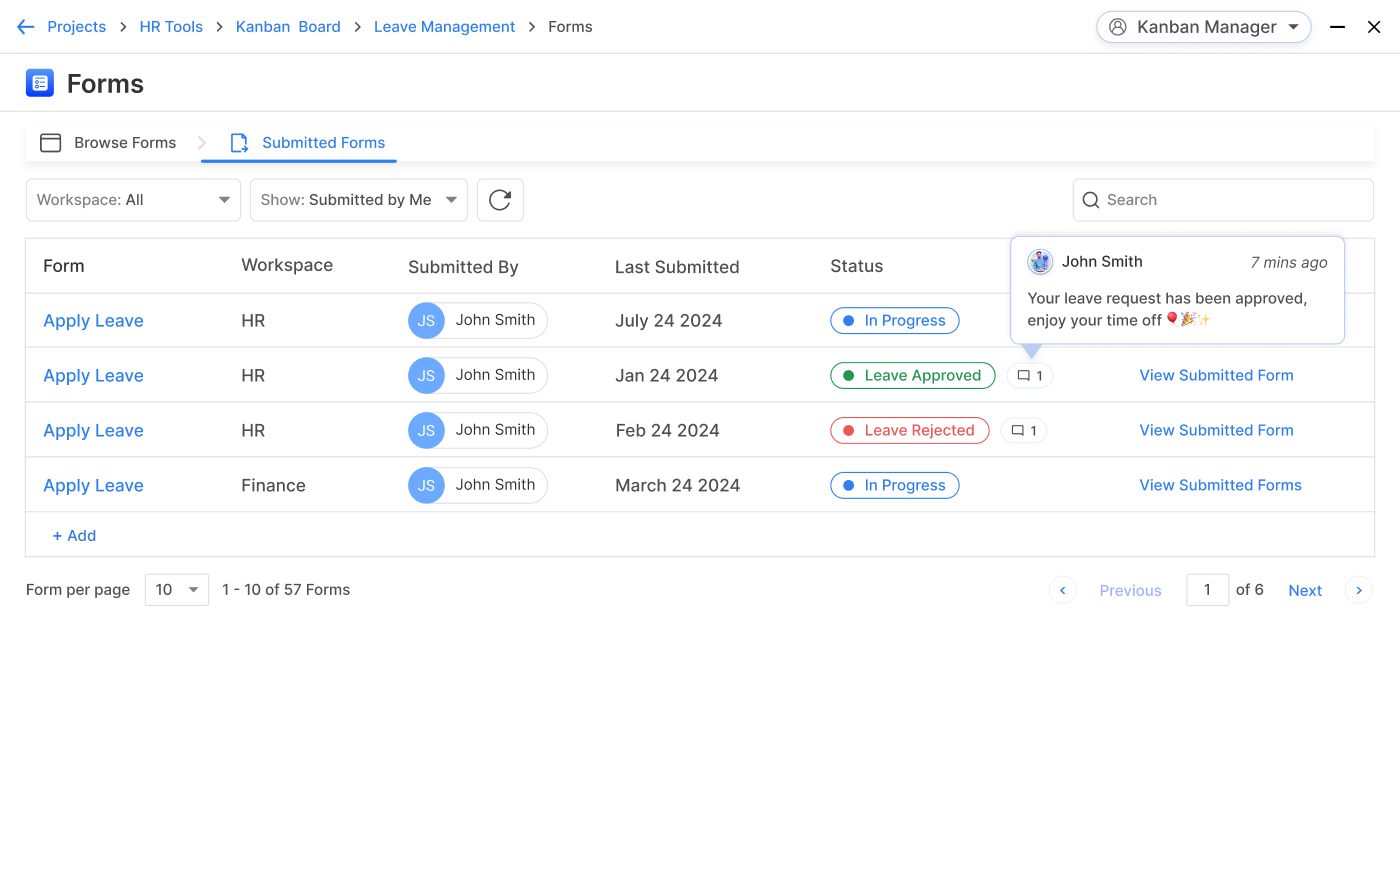 Projects > HR Tools > Kanban Board > Leave Management > Forms
Kanban Manager
Forms
Browse Forms
Submitted Forms
Workspace: All
Show: Submitted by Me
Search
Form Workspace Submitted By Last Submitted Status
John Smith 7 mins ago
Your leave request has been approved,
enjoy your time off🎈🎉✨
Apply Leave HR JS John Smith July 24 2024 In Progress
Apply Leave HR JS John Smith Jan 24 2024 Leave Approved 1 View Submitted Form
Apply Leave HR JS John Smith Feb 24 2024 Leave Rejected 1 View Submitted Form
Apply Leave Finance JS John Smith March 24 2024 In Progress View Submitted Forms
+ Add
Form per page 10 1 - 10 of 57 Forms
‹ Previous 1 of 6 Next ›